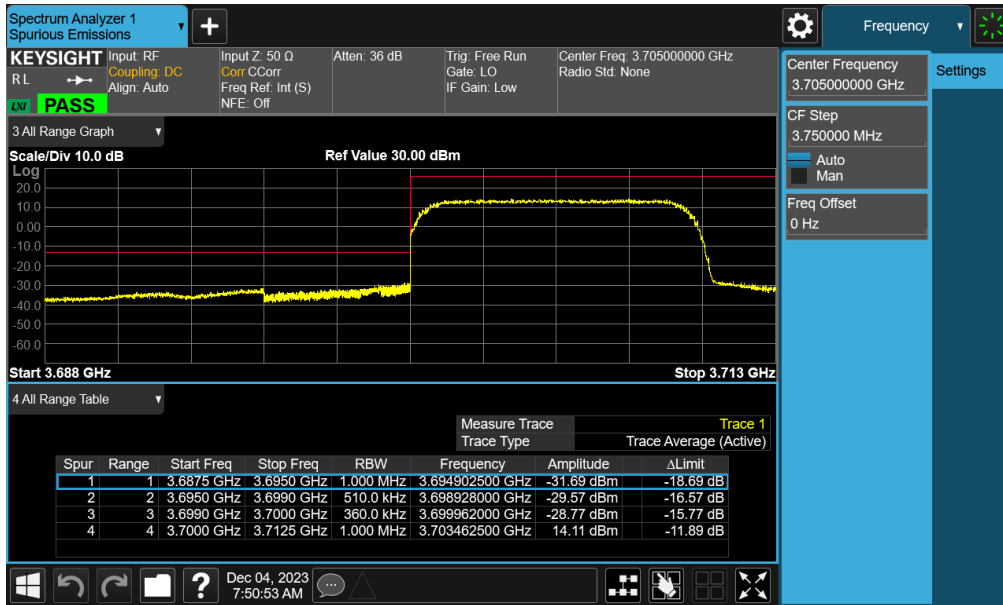 Spectrum Analyzer 1
Spurious Emissions
Frequency
KEYSIGHT
Input: RF
Input Z: 50 Ω
Atten: 36 dB
Trig: Free Run
Center Freq: 3.705000000 GHz
R L
Coupling: DC
Corr CCorr
Gate: LO
Radio Std: None
Align: Auto
Freq Ref: Int (S)
IF Gain: Low
LXI
PASS
NFE: Off
Center Frequency
3.705000000 GHz
Settings
CF Step
3.750000 MHz
Auto
Man
Freq Offset
0 Hz
3 All Range Graph
Scale/Div 10.0 dB
Ref Value 30.00 dBm
Log
20.0
10.0
0.00
-10.0
-20.0
-30.0
-40.0
-50.0
-60.0
Start 3.688 GHz
Stop 3.713 GHz
4 All Range Table
Measure Trace Trace 1
Trace Type Trace Average (Active)
Spur Range Start Freq Stop Freq RBW Frequency Amplitude ΔLimit
1 1 3.6875 GHz 3.6950 GHz 1.000 MHz 3.694902500 GHz -31.69 dBm -18.69 dB
2 2 3.6950 GHz 3.6990 GHz 510.0 kHz 3.698928000 GHz -29.57 dBm -16.57 dB
3 3 3.6990 GHz 3.7000 GHz 360.0 kHz 3.699962000 GHz -28.77 dBm -15.77 dB
4 4 3.7000 GHz 3.7125 GHz 1.000 MHz 3.703462500 GHz 14.11 dBm -11.89 dB
?
Dec 04, 2023
7:50:53 AM